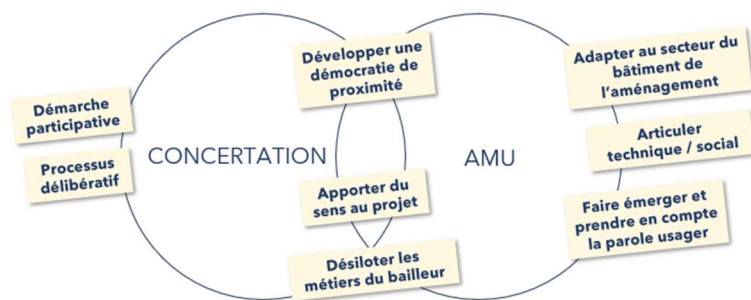 Développer une
démocratie de
proximité
Adapter au secteur du
bâtiment de
l'aménagement
Démarche
participative
Processus
délibératif
CONCERTATION
AMU
Articuler
technique / social
Apporter du
sens au projet
Faire émerger et
prendre en compte
la parole usager
Désiloter les
métiers du bailleur